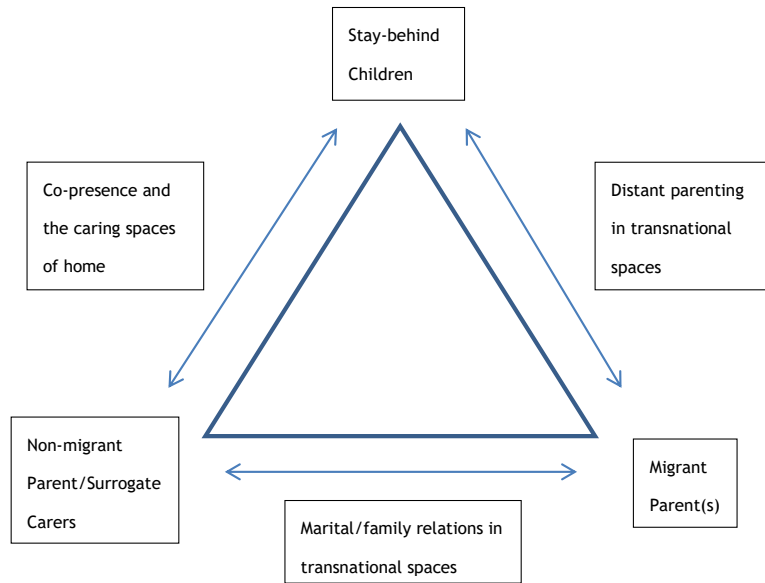 Stay-behind
Children
Co-presence and
the caring spaces
of home
Distant parenting
in transnational
spaces
Non-migrant
Parent/Surrogate
Carers
Migrant
Parent(s)
Marital/family relations in
transnational spaces